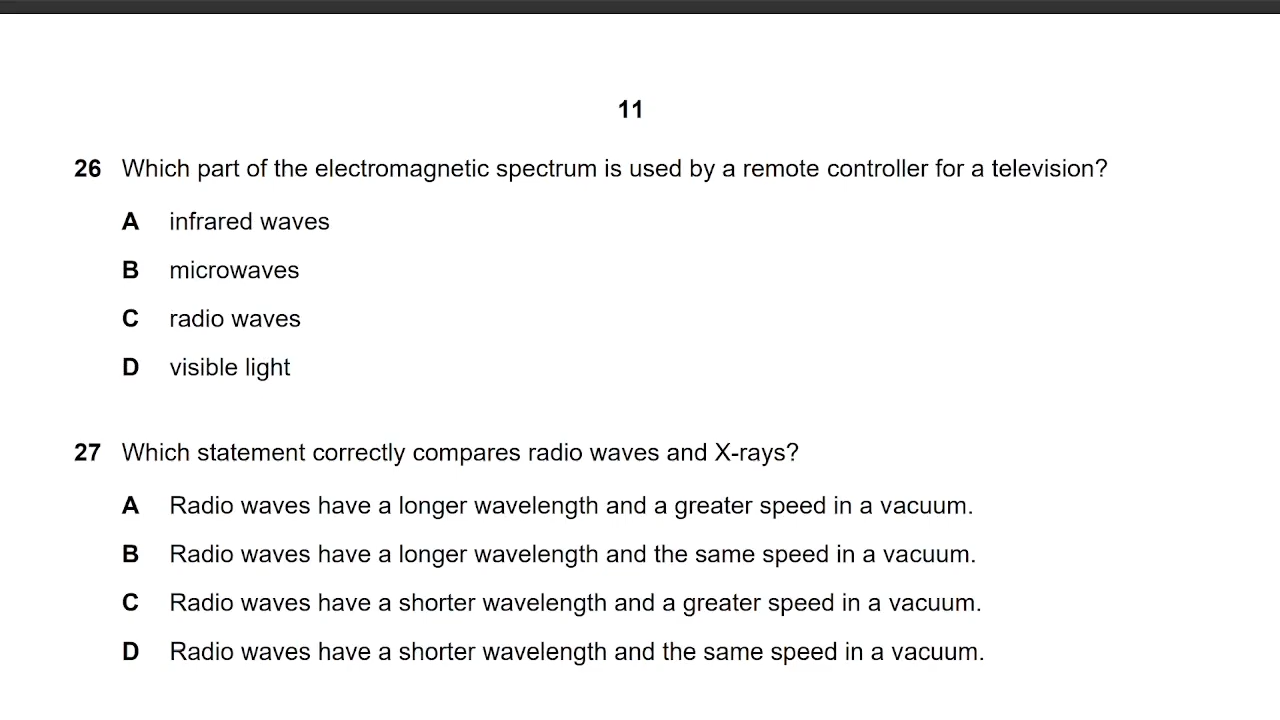 11
26 Which part of the electromagnetic spectrum is used by a remote controller for a television?
A infrared waves
B microwaves
C radio waves
D visible light
27 Which statement correctly compares radio waves and X-rays?
A Radio waves have a longer wavelength and a greater speed in a vacuum.
B Radio waves have a longer wavelength and the same speed in a vacuum.
C Radio waves have a shorter wavelength and a greater speed in a vacuum.
D Radio waves have a shorter wavelength and the same speed in a vacuum.